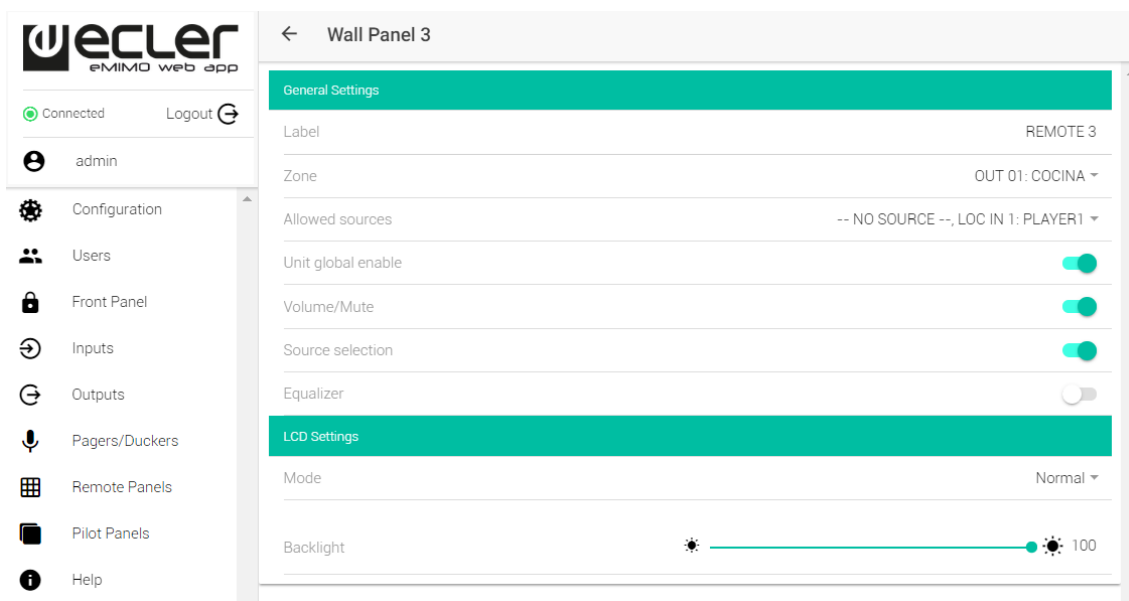 ecler
eMIMO web app
Connected Logout
admin
Configuration
Users
Front Panel
Inputs
Outputs
Pagers/Duckers
Remote Panels
Pilot Panels
Help
Wall Panel 3
General Settings
Label REMOTE 3
Zone OUT 01: COCINA
Allowed sources -- NO SOURCE --, LOC IN 1: PLAYER1
Unit global enable
Volume/Mute
Source selection
Equalizer
LCD Settings
Mode Normal
Backlight 100